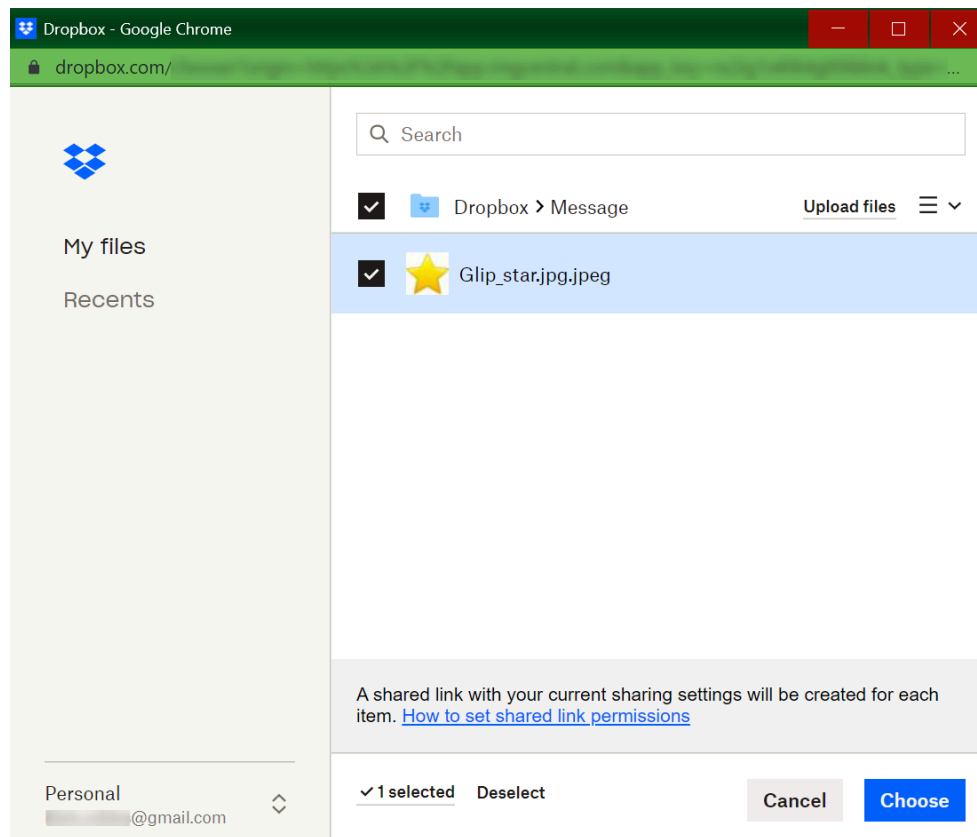 Dropbox - Google Chrome
dropbox.com/
...
Search
Dropbox > Message
Upload files
My files
Recents
Glip_star.jpg.jpeg
A shared link with your current sharing settings will be created for each
item. How to set shared link permissions
Personal
@gmail.com
1 selected
Deselect
Cancel
Choose